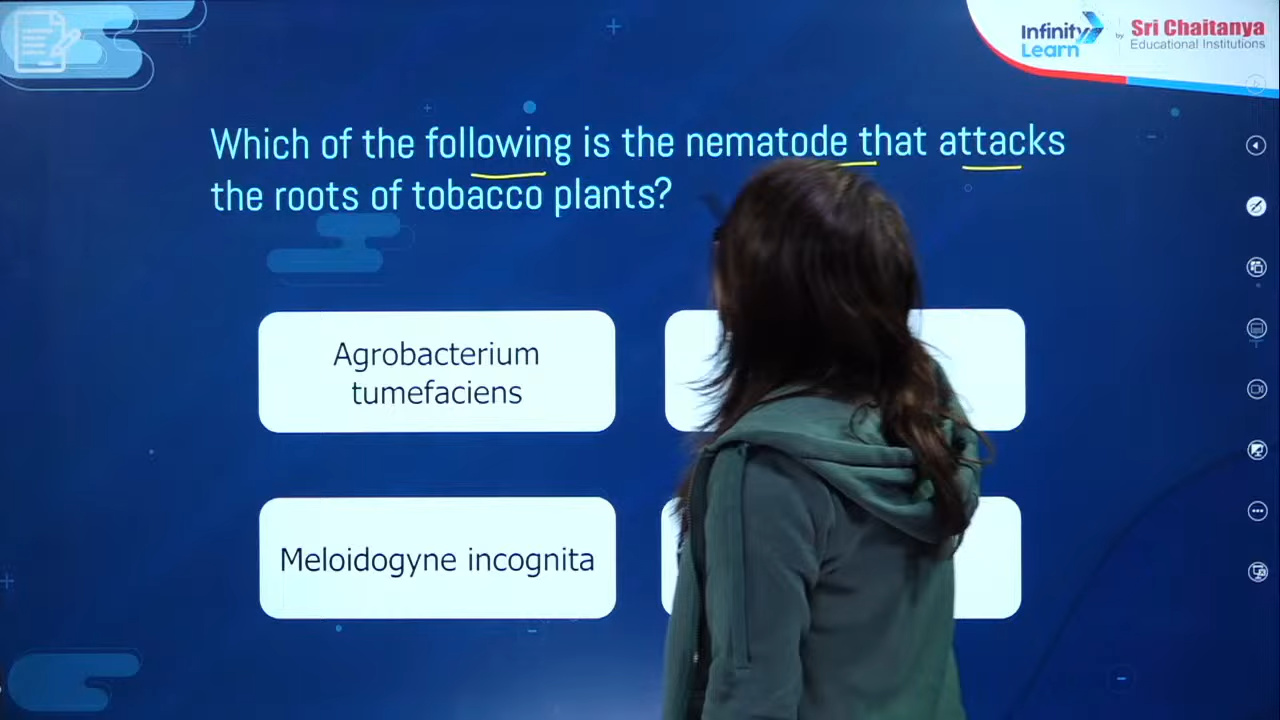 Infinity
Learn
by
Sri Chaitanya
Educational Institutions
Which of the following is the nematode that attacks
the roots of tobacco plants?
Agrobacterium
tumefaciens
Meloidogyne incognita